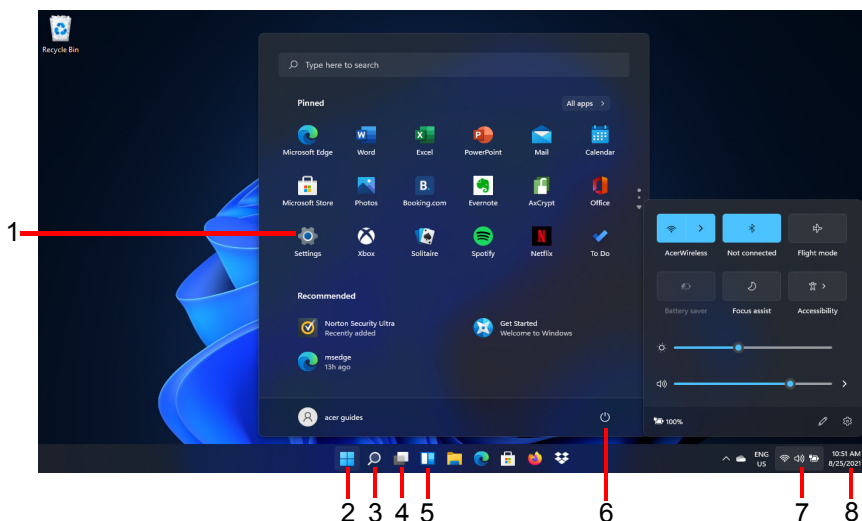 Recycle Bin
Type here to search
Pinned
All apps >
Microsoft Edge
Word
Excel
PowerPoint
Mail
Calendar
Microsoft Store
Photos
B.
Booking.com
Evernote
AxCrypt
Office
1
Settings
Xbox
Solitaire
Spotify
N
Netflix
To Do
AcerWireless
Not connected
Flight mode
Battery saver
Focus assist
Accessibility
Recommended
Norton Security Ultra
Recently added
Get Started
Welcome to Windows
msedge
13h ago
acer guides
100%
ENG
US
10:51 AM
8/25/2021
2 3 4 5 6 7 8